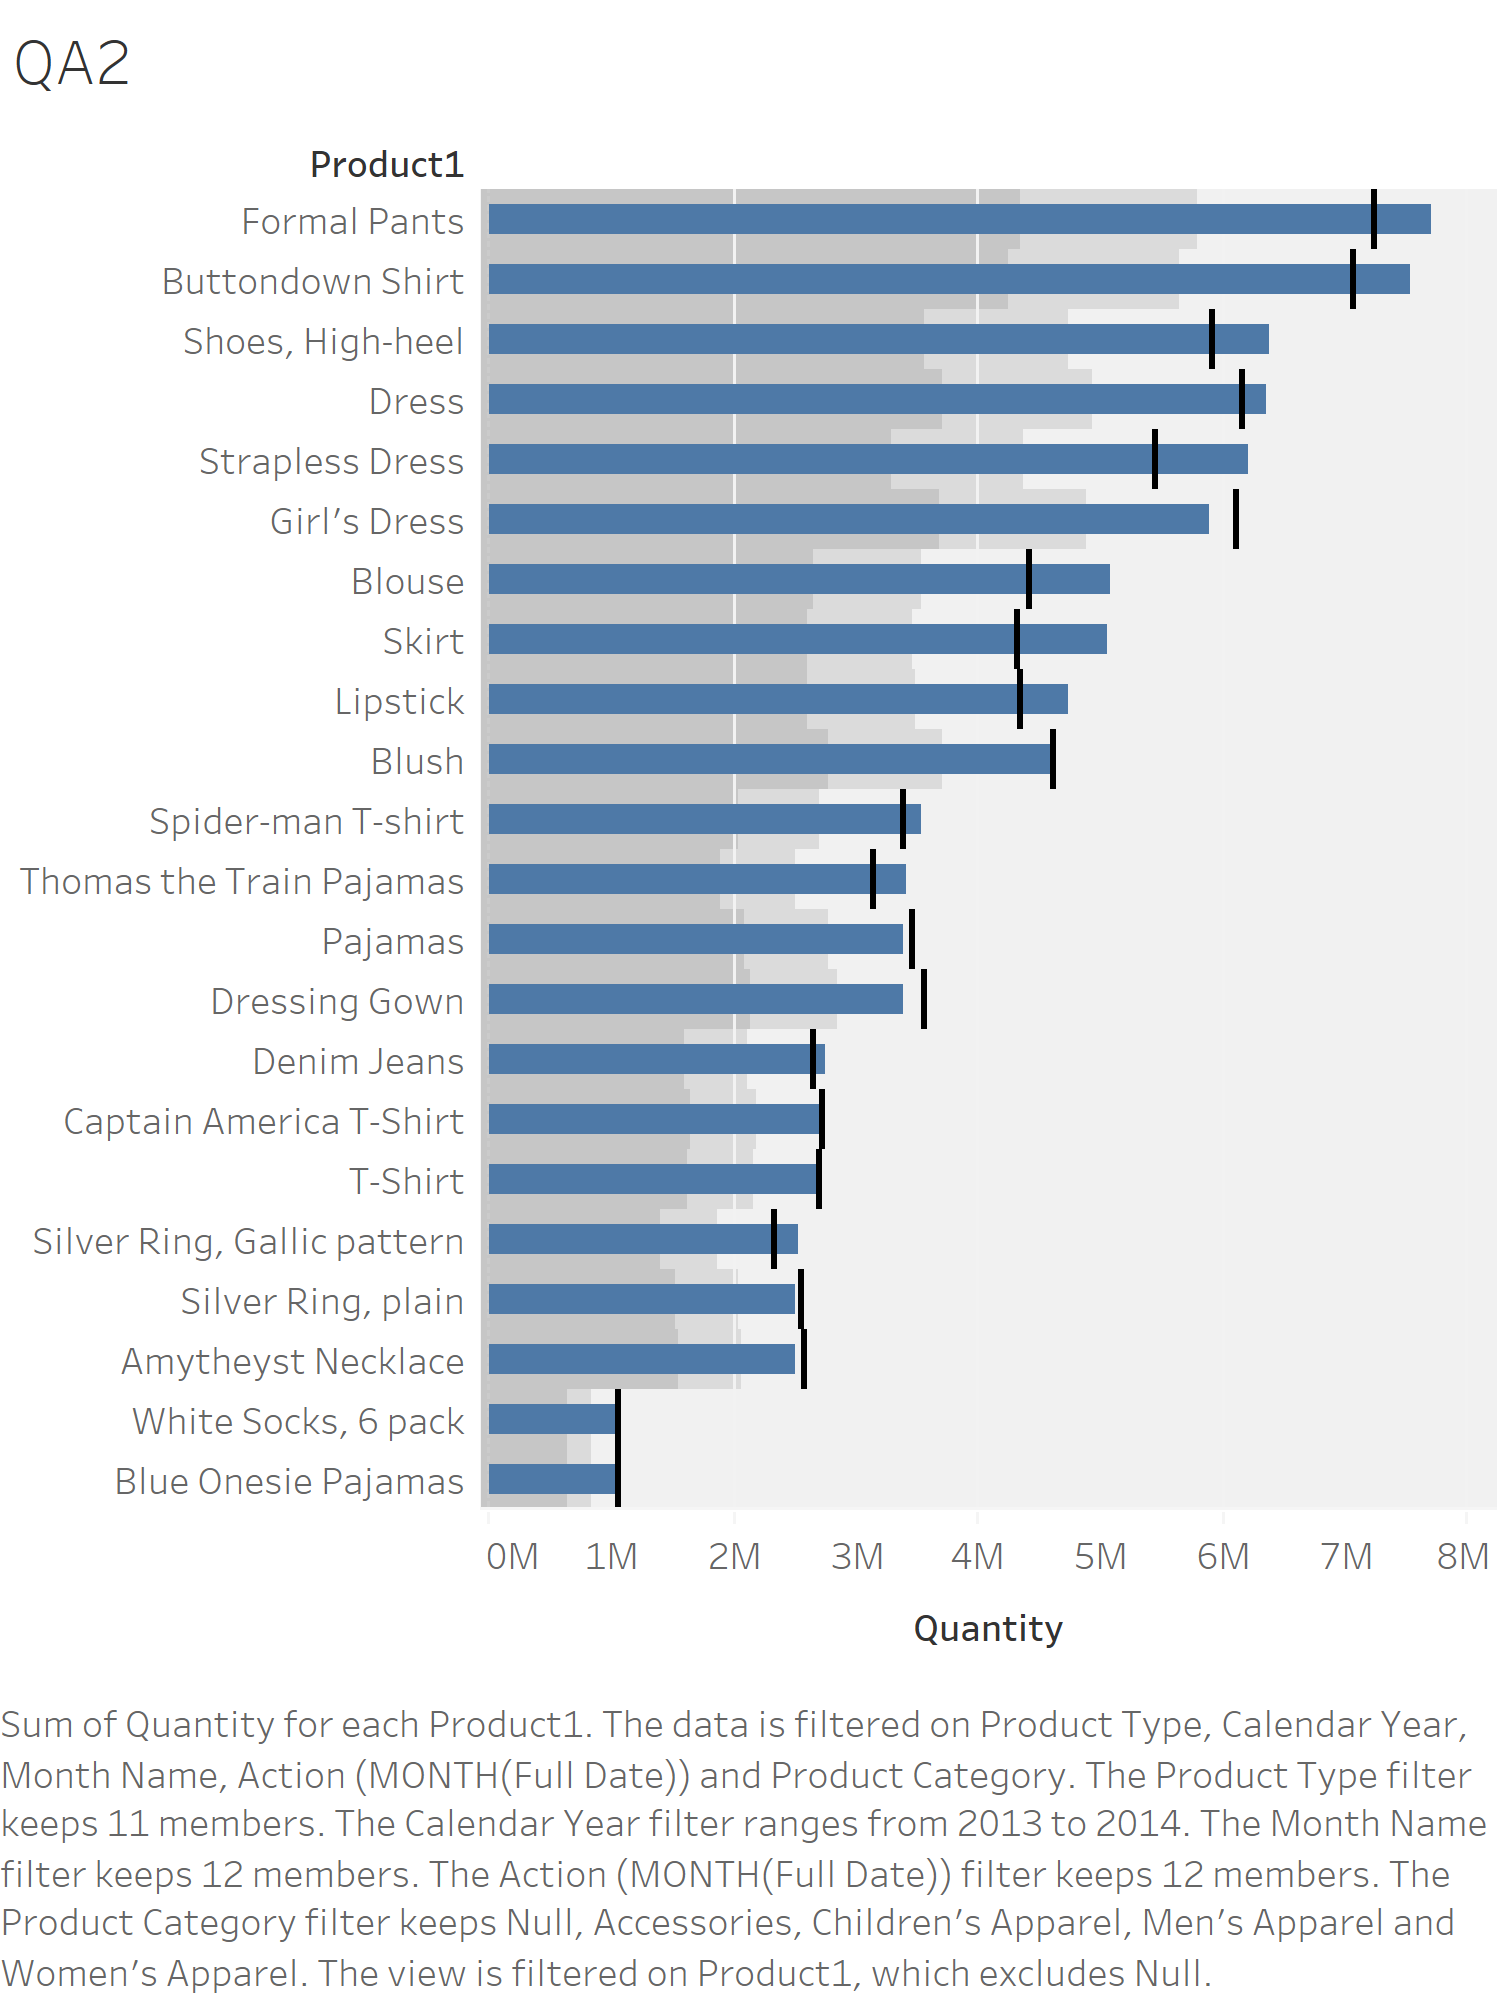 QA2
Product1
Formal Pants
Buttondown Shirt
Shoes, High-heel
Dress
Strapless Dress
Girl's Dress
Blouse
Skirt
Lipstick
Blush
Spider-man T-shirt
Thomas the Train Pajamas
Pajamas
Dressing Gown
Denim Jeans
Captain America T-Shirt
T-Shirt
Silver Ring, Gallic pattern
Silver Ring, plain
Amytheyst Necklace
White Socks, 6 pack
Blue Onesie Pajamas
0M 1M 2M 3M 4M 5M 6M 7M 8M
Quantity
Sum of Quantity for each Product1. The data is filtered on Product Type, Calendar Year,
Month Name, Action (MONTH(Full Date)) and Product Category. The Product Type filter
keeps 11 members. The Calendar Year filter ranges from 2013 to 2014. The Month Name
filter keeps 12 members. The Action (MONTH(Full Date)) filter keeps 12 members. The
Product Category filter keeps Null, Accessories, Children's Apparel, Men's Apparel and
Women's Apparel. The view is filtered on Product1, which excludes Null.